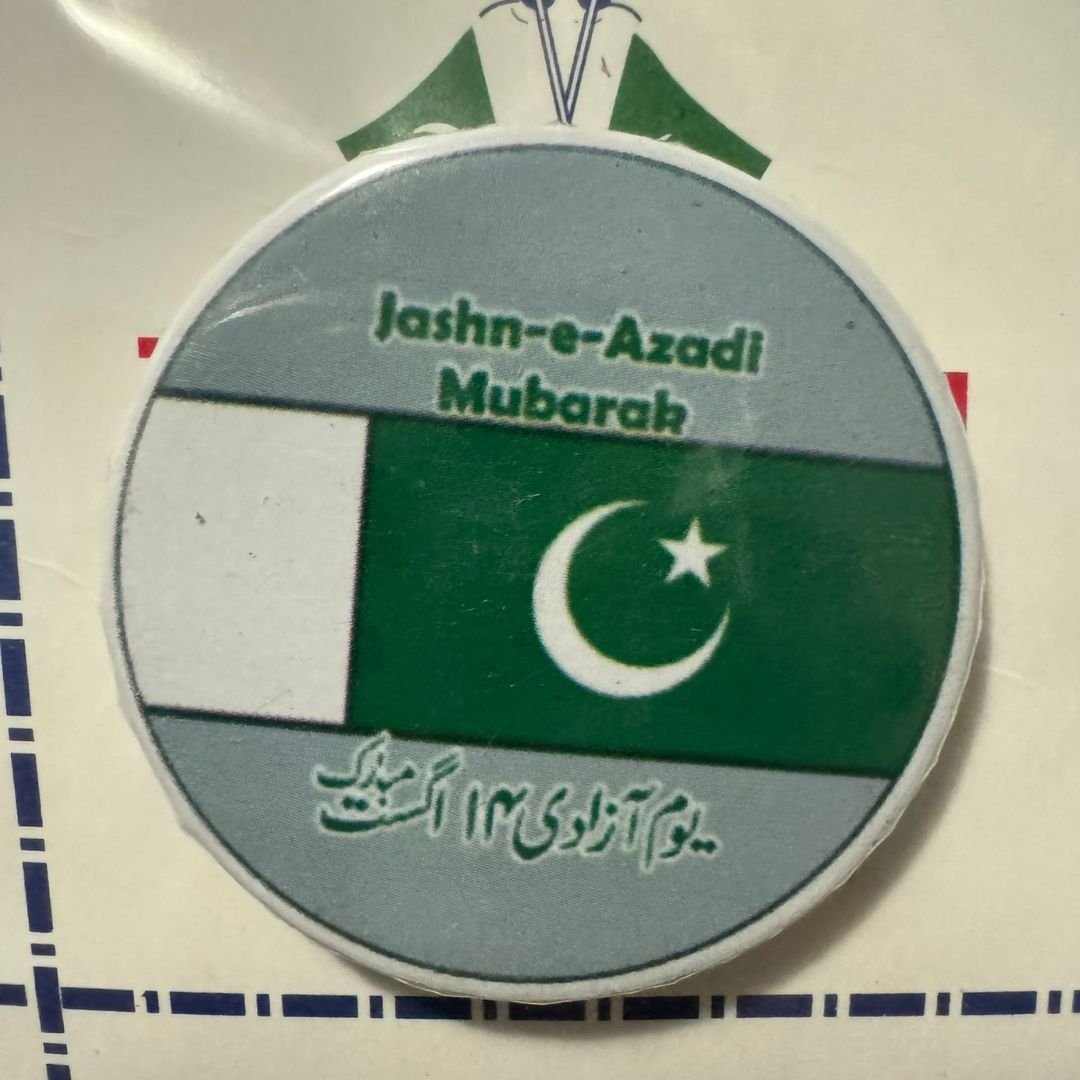 Jashn-e-Azadi
Mubarak
یوم آزادی ۱۴ اگست مبارک